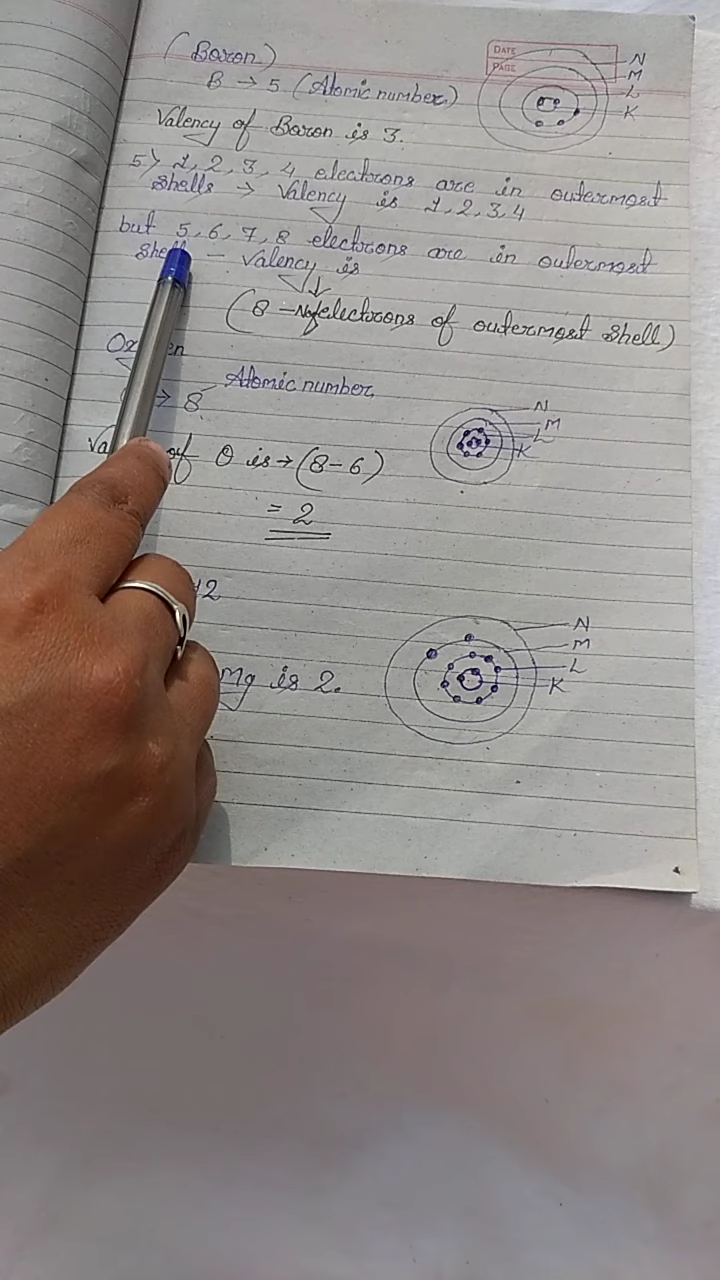 (Boron)
DATE
PAGE
B → 5 (Atomic number)
N
M
L
K
Valency of Boron is 3.
5) 1, 2, 3, 4 electrons are in outermost
shells → Valency is 1, 2, 3, 4
but 5, 6, 7, 8 electrons are in outermost
shell – Valency is
(8 - No of electrons of outermost shell)
Atomic number
→ 8
N
M
L
K
of O is → (8-6)
= 2
12
N
M
L
K
Mg is 2.